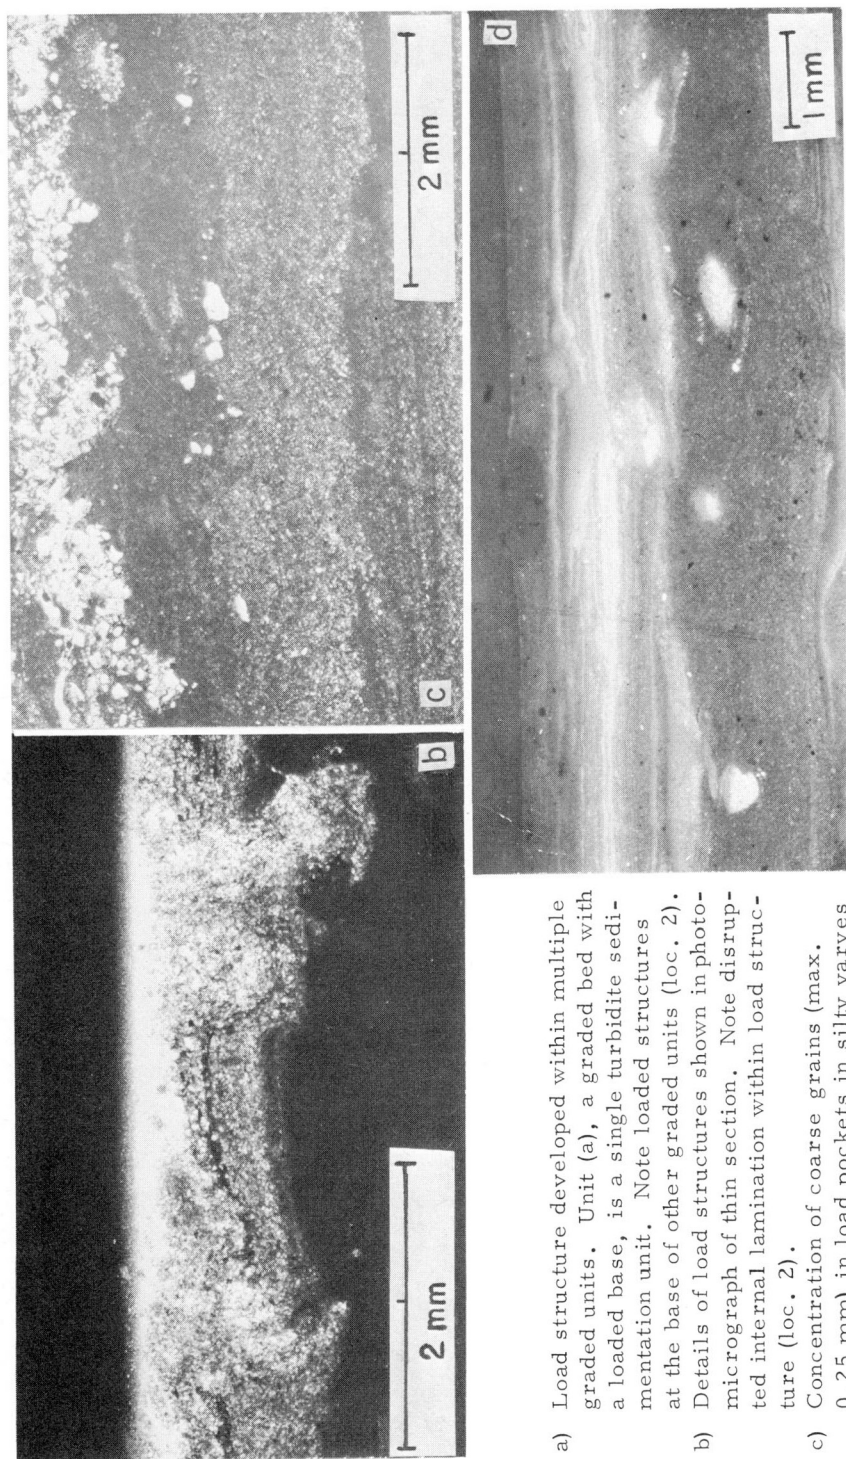 c
2 mm
d
1mm
b
2 mm
a) Load structure developed within multiple
graded units. Unit (a), a graded bed with
a loaded base, is a single turbidite sedi-
mentation unit. Note loaded structures
at the base of other graded units (loc. 2).
b) Details of load structures shown in photo-
micrograph of thin section. Note disrup-
ted internal lamination within load struc-
ture (loc. 2).
c) Concentration of coarse grains (max.
0.25 mm) in load pockets in silty varves